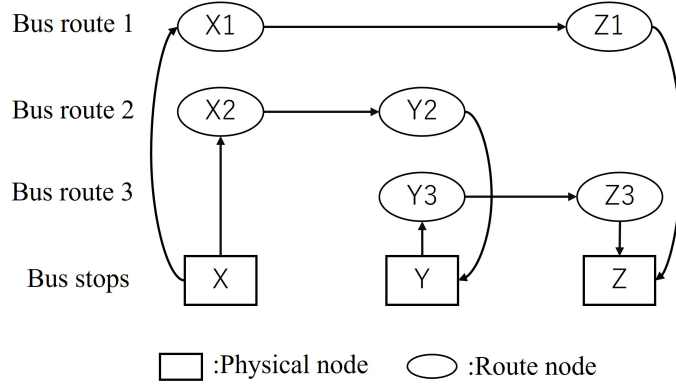 Bus route 1 X1 Z1
Bus route 2 X2 Y2
Bus route 3 Y3 Z3
Bus stops X Y Z
:Physical node :Route node